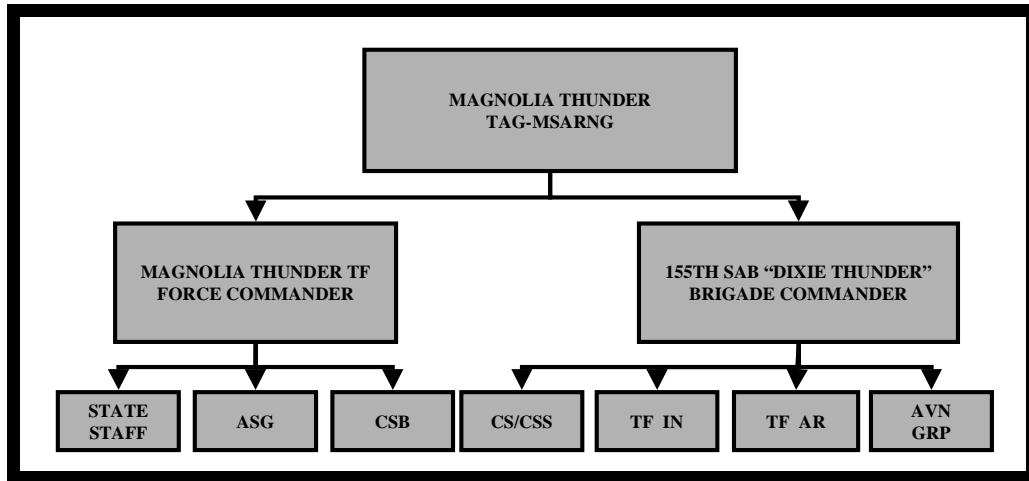 MAGNOLIA THUNDER
TAG-MSARNG
MAGNOLIA THUNDER TF
FORCE COMMANDER
155TH SAB “DIXIE THUNDER”
BRIGADE COMMANDER
STATE
STAFF
ASG
CSB
CS/CSS
TF IN
TF AR
AVN
GRP